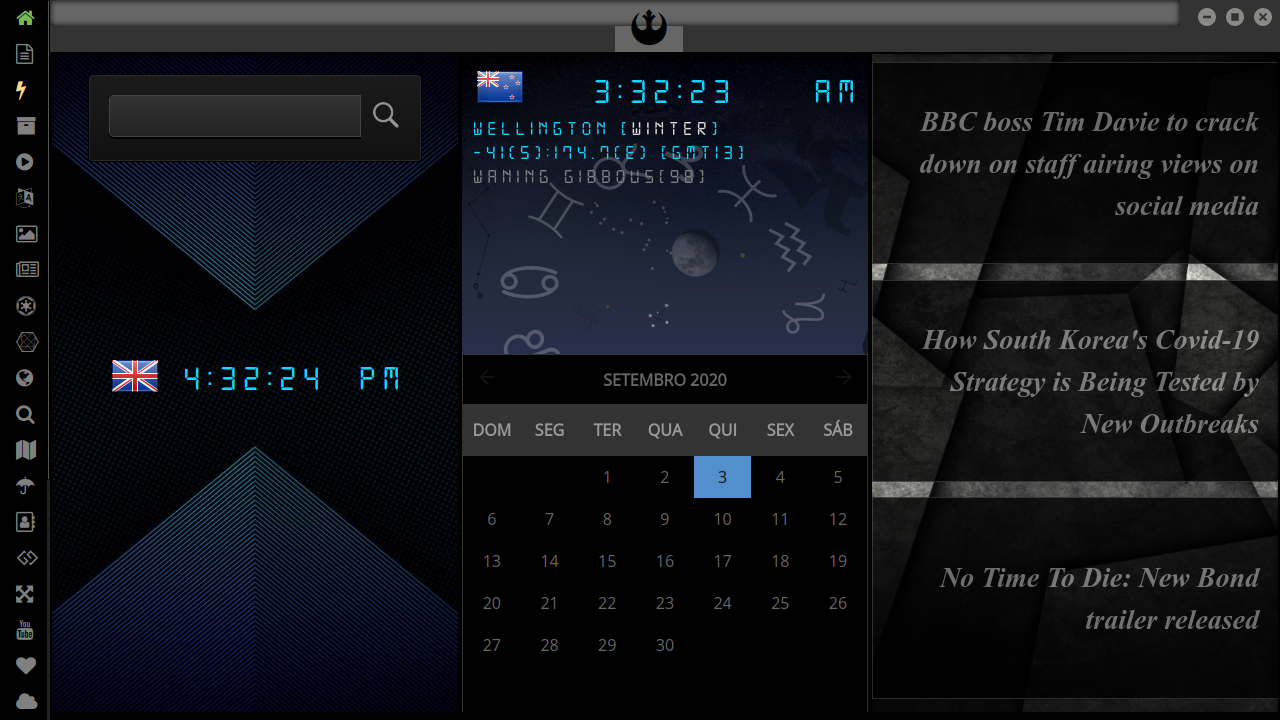 3:32:23 AM
WELLINGTON [WINTER]
-41(S):174.7(E) [GMT13]
WANING GIBBOUS[98]
4:32:24 PM
SETEMBRO 2020
DOM SEG TER QUA QUI SEX SÁB
1 2 3 4 5
6 7 8 9 10 11 12
13 14 15 16 17 18 19
20 21 22 23 24 25 26
27 28 29 30
BBC boss Tim Davie to crack
down on staff airing views on
social media
How South Korea's Covid-19
Strategy is Being Tested by
New Outbreaks
No Time To Die: New Bond
trailer released
You
Tube